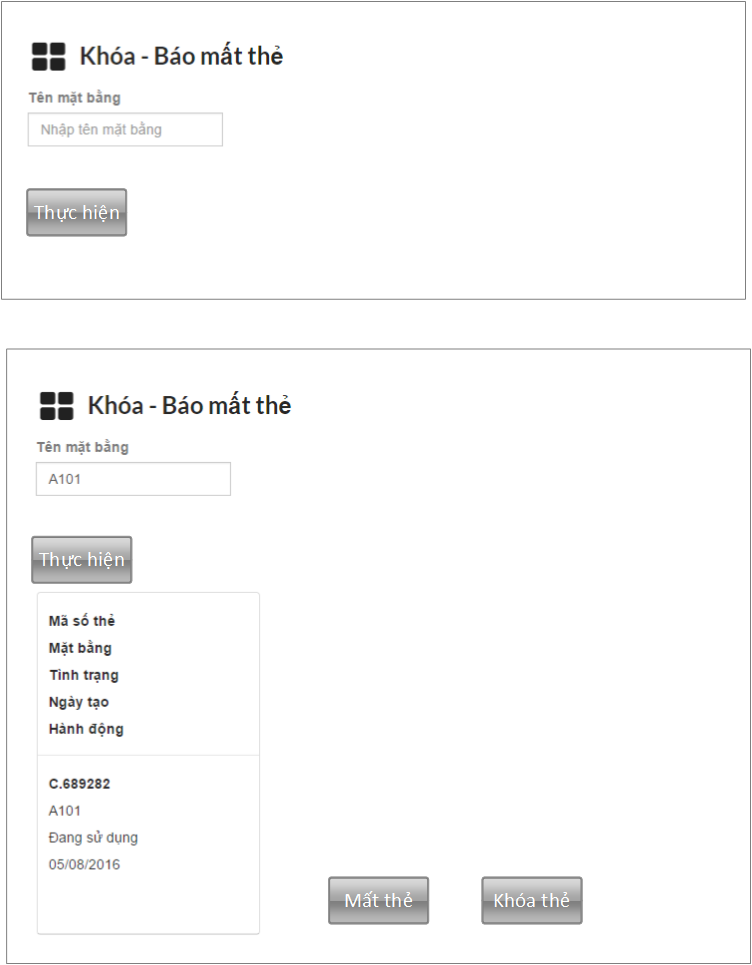 Khóa - Báo mất thẻ
Tên mặt bằng
Nhập tên mặt bằng
Thực hiện
Khóa - Báo mất thẻ
Tên mặt bằng
A101
Thực hiện
Mã số thẻ
Mặt bằng
Tình trạng
Ngày tạo
Hành động
C.689282
A101
Đang sử dụng
05/08/2016
Mất thẻ Khóa thẻ